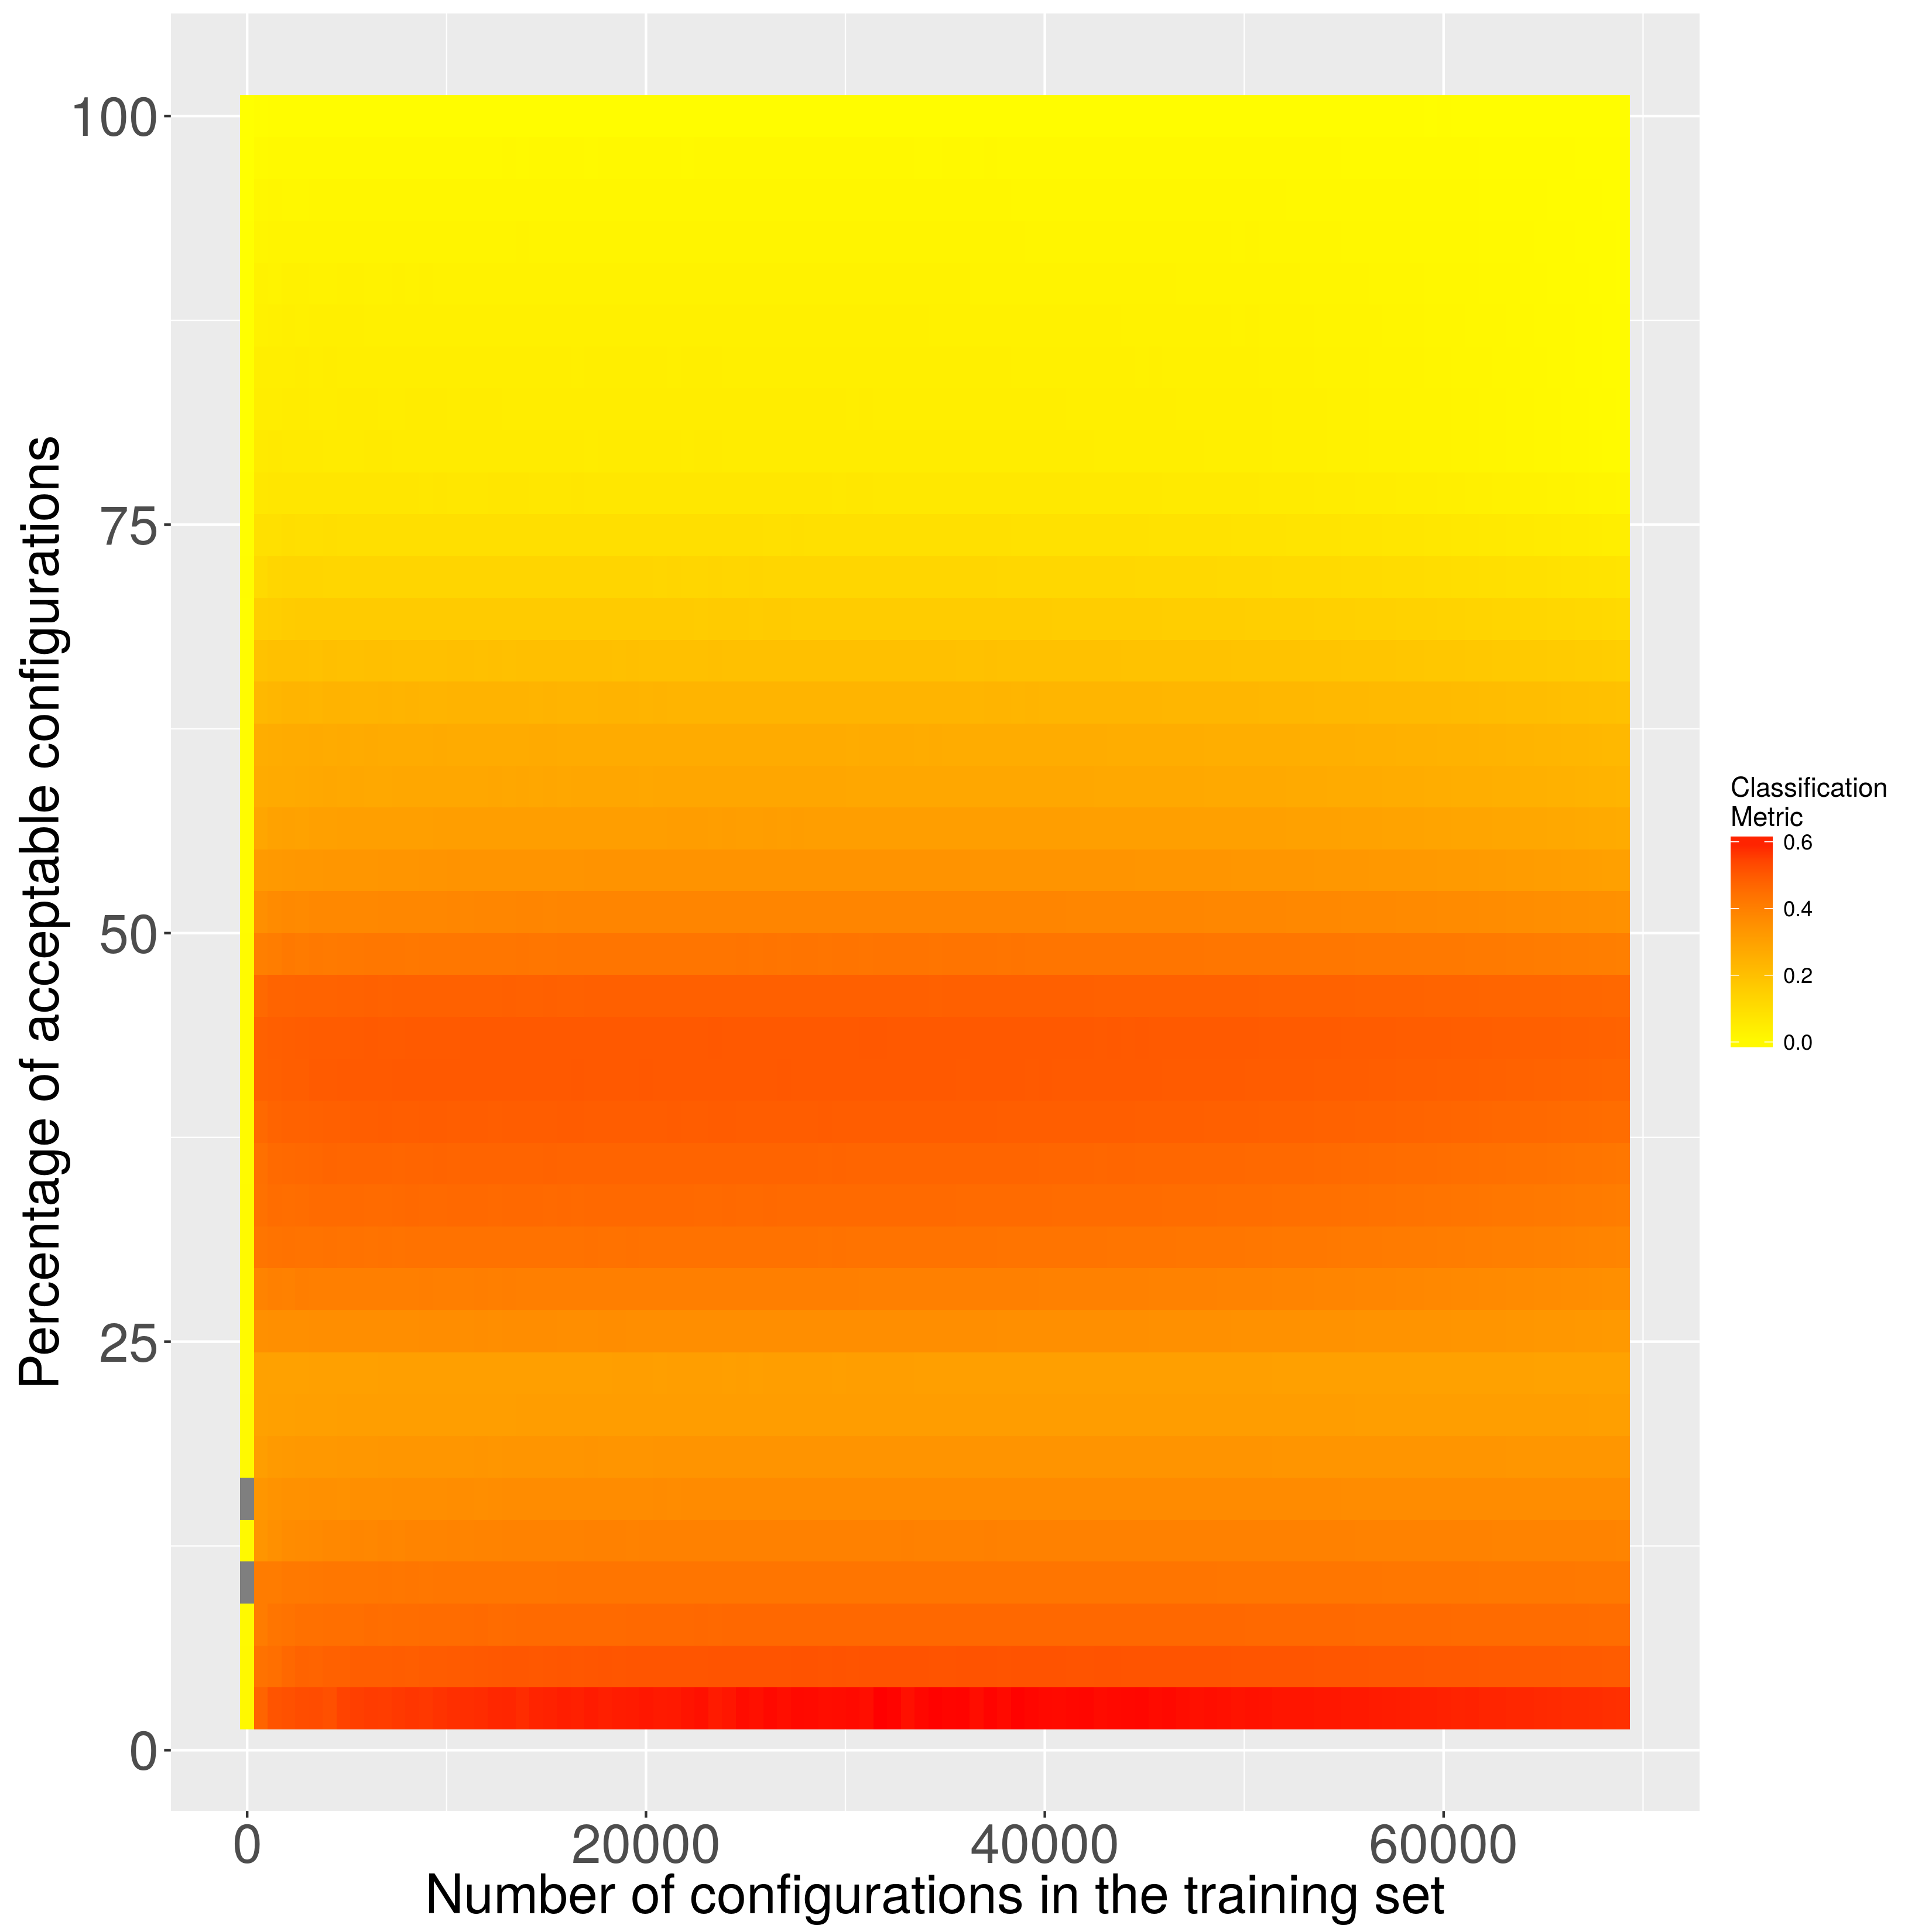 Percentage of acceptable configurations
100
75
50
25
0
0 20000 40000 60000
Number of configurations in the training set
Classification
Metric
0.6
0.4
0.2
0.0